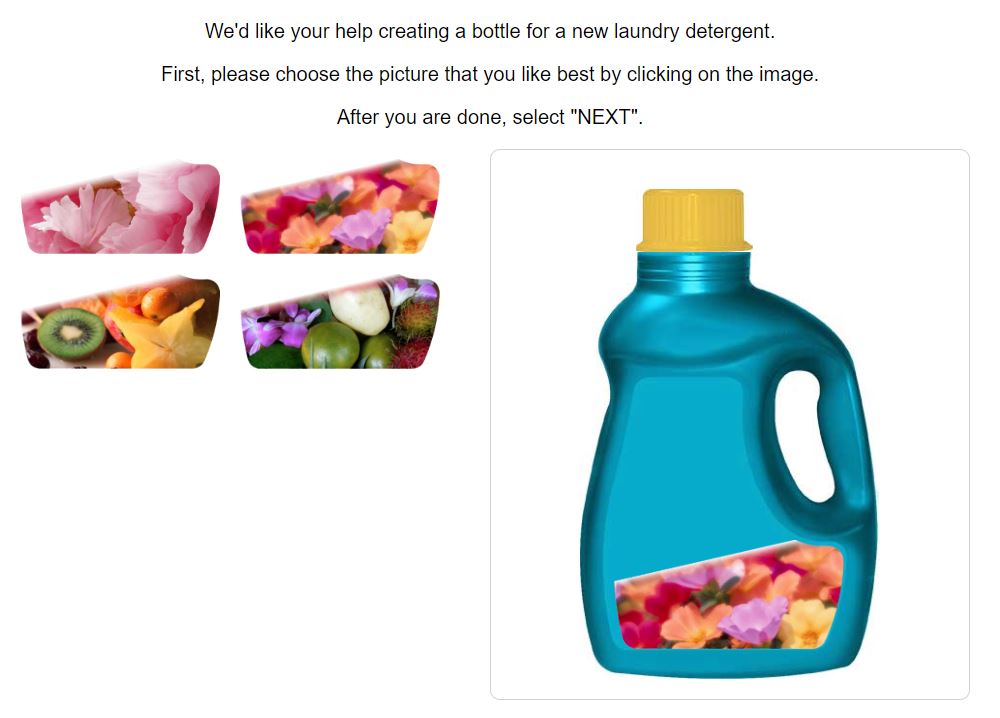 We'd like your help creating a bottle for a new laundry detergent.
First, please choose the picture that you like best by clicking on the image.
After you are done, select "NEXT".